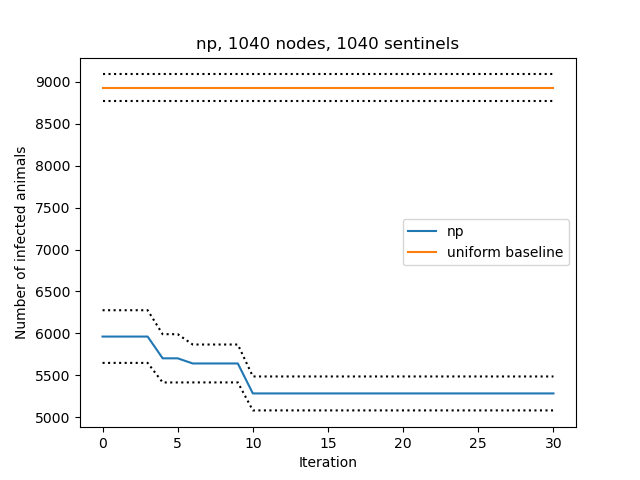 np, 1040 nodes, 1040 sentinels
Number of infected animals
9000
8500
8000
7500
7000
6500
6000
5500
5000
np
uniform baseline
0 5 10 15 20 25 30
Iteration